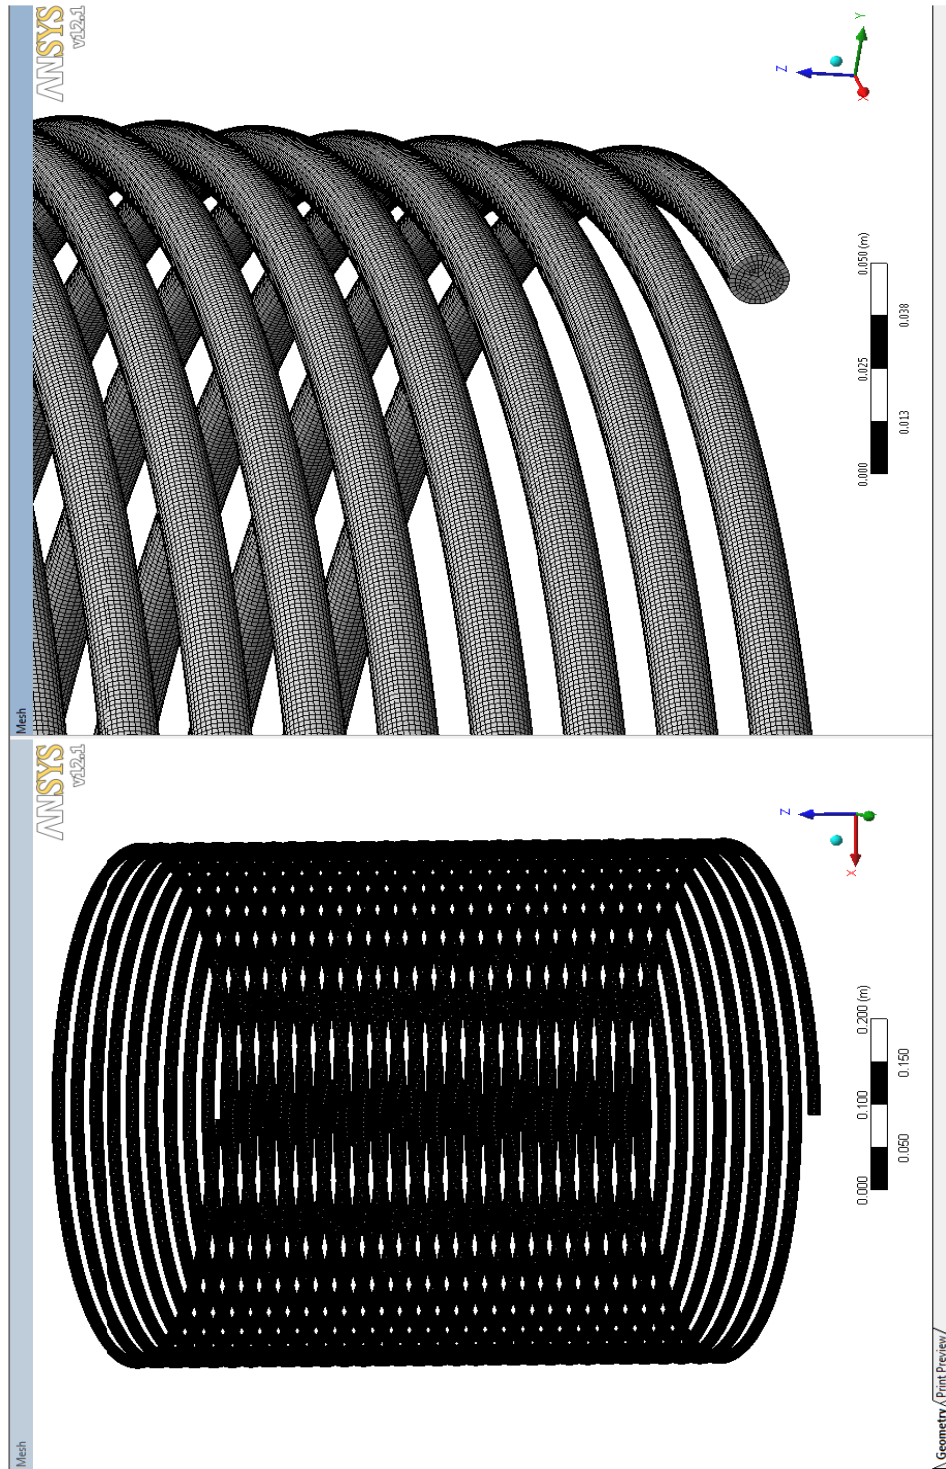 Mesh
ANSYS
v12.1
Z
X
0.000
0.100
0.200 (m)
0.050
0.150
Mesh
ANSYS
v12.1
Z
Y
X
0.000
0.025
0.050 (m)
0.013
0.038
Geometry
Print Preview